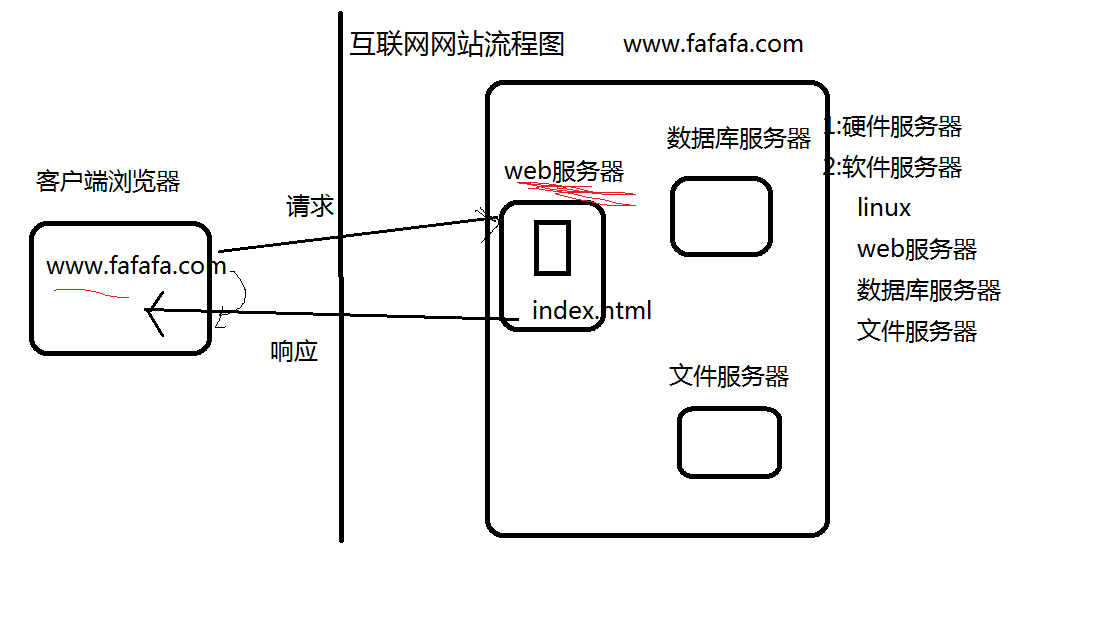 互联网网站流程图
www.fafafa.com
客户端浏览器
www.fafafa.com
请求
响应
web服务器
index.html
数据库服务器
文件服务器
1:硬件服务器
2:软件服务器
linux
web服务器
数据库服务器
文件服务器